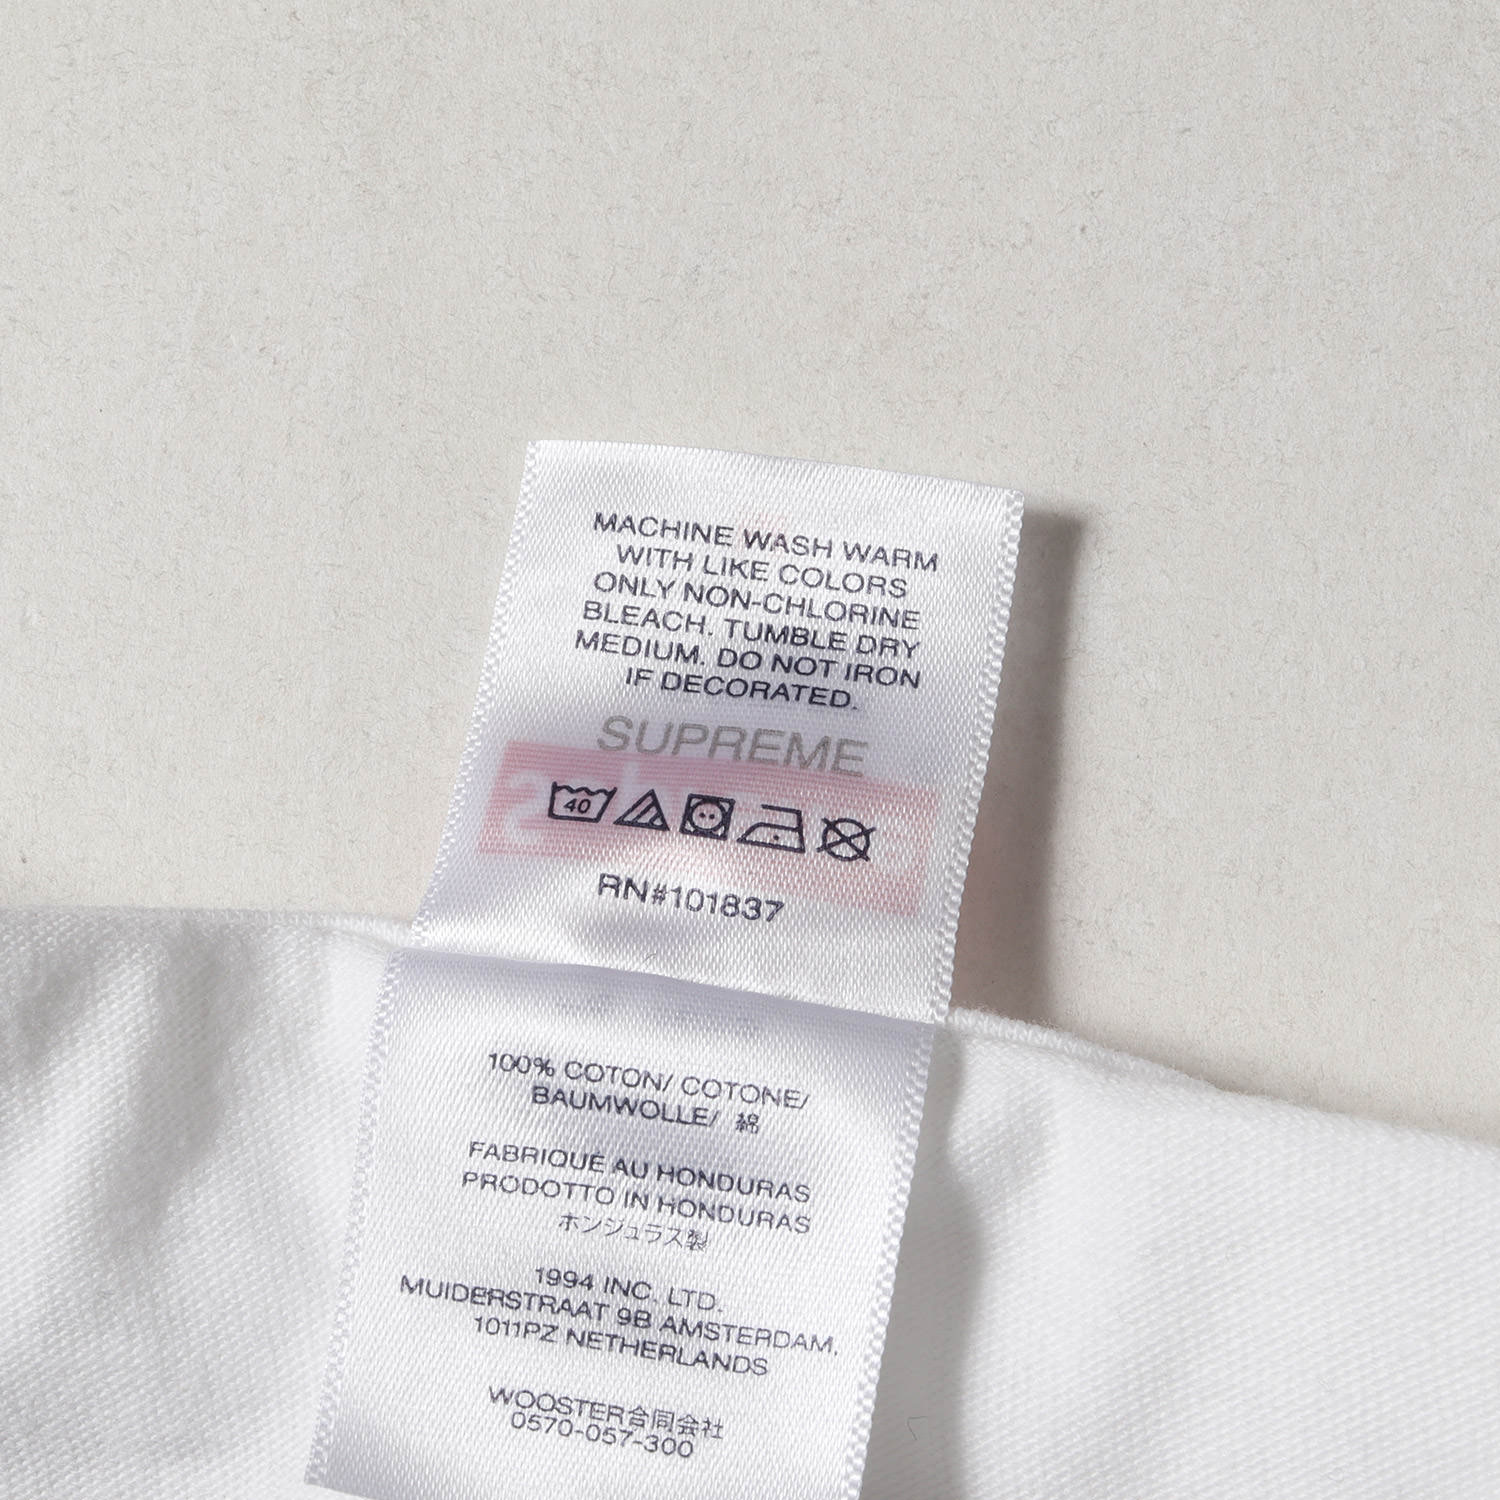 MACHINE WASH WARM
WITH LIKE COLORS
ONLY NON-CHLORINE
BLEACH. TUMBLE DRY
MEDIUM. DO NOT IRON
IF DECORATED.
SUPREME
40
RN#101837
100% COTON/ COTONE/
BAUMWOLLE/ 綿
FABRIQUE AU HONDURAS
PRODOTTO IN HONDURAS
ホンジュラス製
1994 INC. LTD.
MUIDERSTRAAT 9B AMSTERDAM,
1011PZ NETHERLANDS
WOOSTER合同会社
0570-057-300